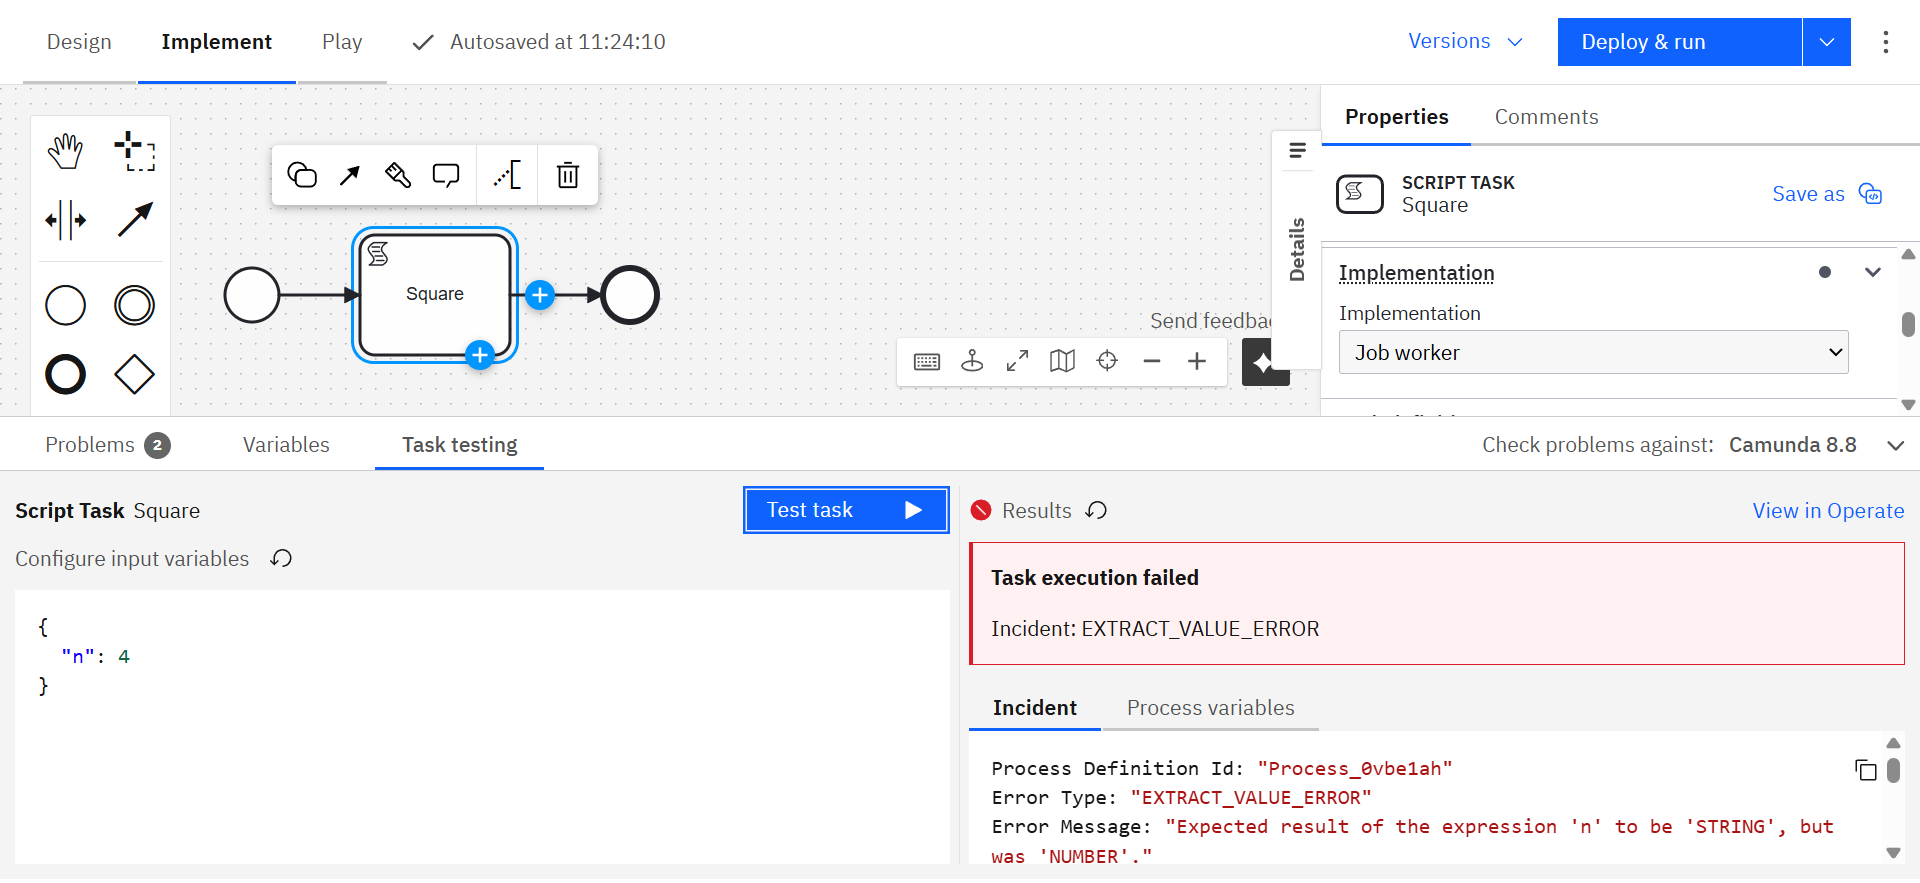 Design
Implement
Play
Autosaved at 11:24:10
Versions
Deploy & run
Properties
Comments
SCRIPT TASK
Square
Save as
Details
Implementation
Implementation
Job worker
Square
Send feedba
Problems 2
Variables
Task testing
Check problems against: Camunda 8.8
Script Task Square
Test task
Configure input variables
{
"n": 4
}
Results
View in Operate
Task execution failed
Incident: EXTRACT_VALUE_ERROR
Incident
Process variables
Process Definition Id: "Process_0vbe1ah"
Error Type: "EXTRACT_VALUE_ERROR"
Error Message: "Expected result of the expression 'n' to be 'STRING', but
was 'NUMBER'."